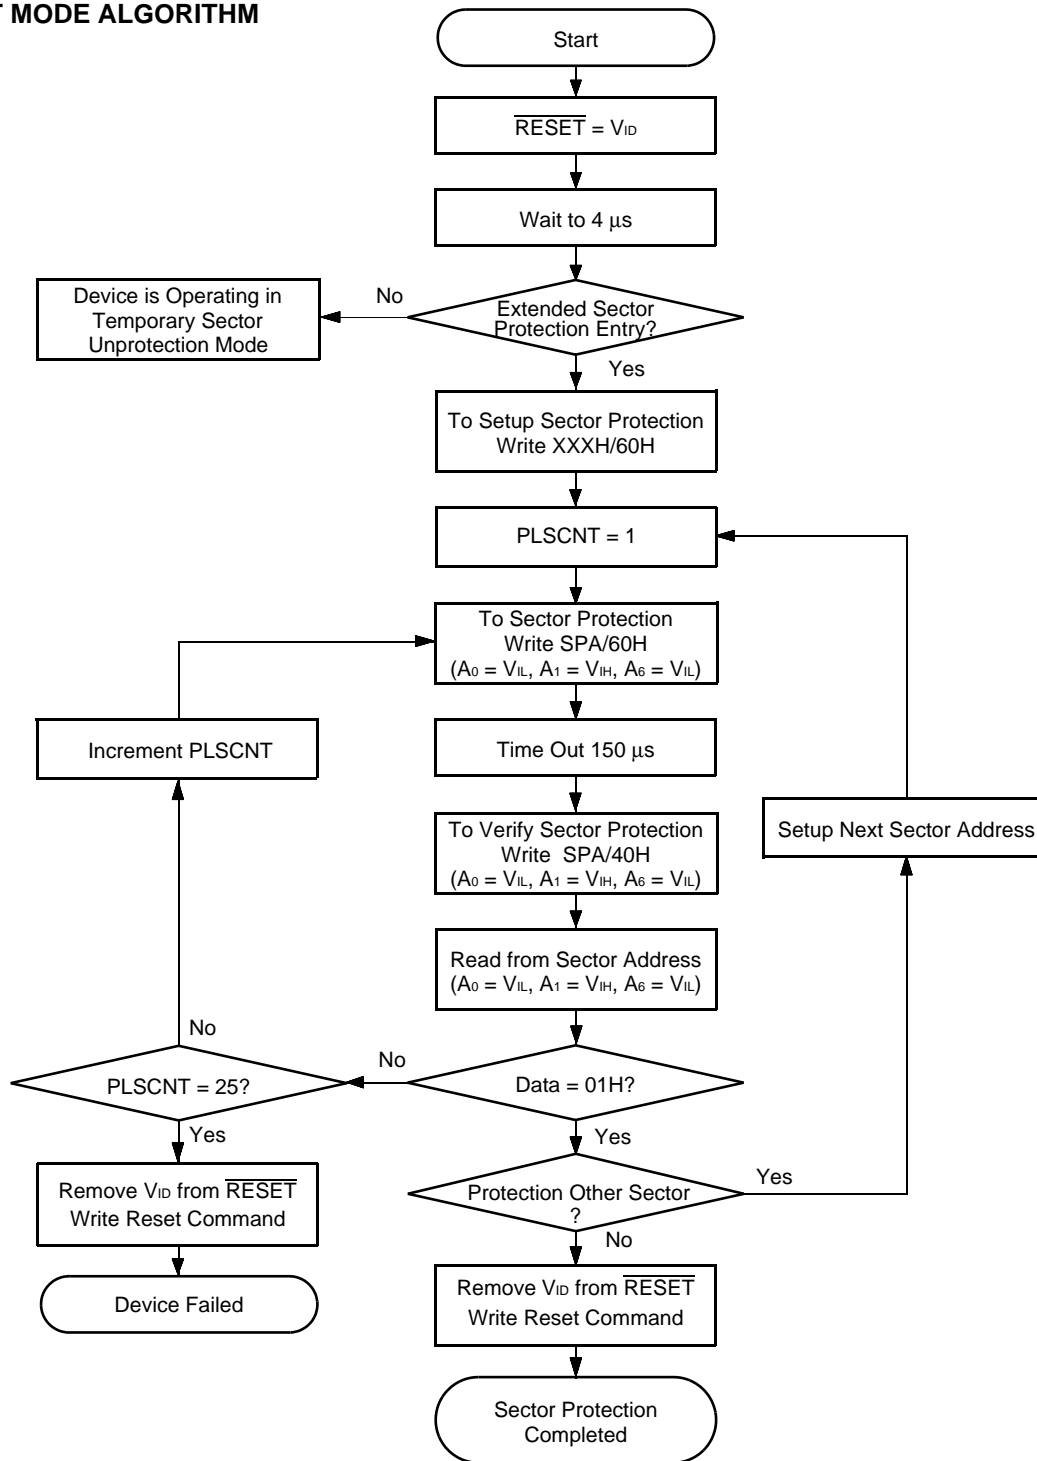 T MODE ALGORITHM
Start
RESET = VID
Wait to 4 μs
Device is Operating in
Temporary Sector
Unprotection Mode
No
Extended Sector
Protection Entry?
Yes
To Setup Sector Protection
Write XXXH/60H
PLSCNT = 1
To Sector Protection
Write SPA/60H
(A0 = VIL, A1 = VIH, A6 = VIL)
Increment PLSCNT
Time Out 150 μs
To Verify Sector Protection
Write SPA/40H
(A0 = VIL, A1 = VIH, A6 = VIL)
Setup Next Sector Address
Read from Sector Address
(A0 = VIL, A1 = VIH, A6 = VIL)
No
PLSCNT = 25?
No
Data = 01H?
Yes
Yes
Remove VID from RESET
Write Reset Command
Protection Other Sector
?
Yes
No
Device Failed
Remove VID from RESET
Write Reset Command
Sector Protection
Completed